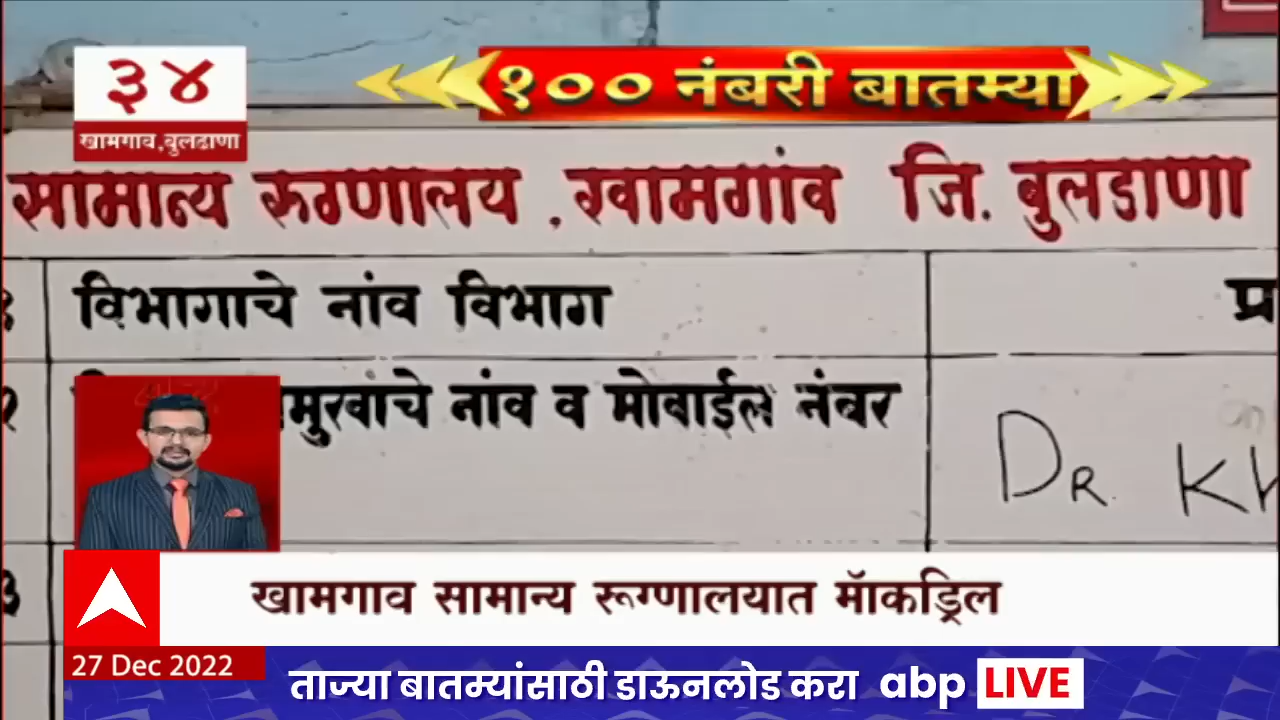 ३४
खामगाव,बुलढाणा
१०० नंबरी बातम्या
सामान्य रुग्णालय , खामगांव जि. बुलडाणा
विभागाचे नांव विभाग
नांव व मोबाईल नंबर
DR.
खामगाव सामान्य रूग्णालयात मॅाकड्रिल
27 Dec 2022
ताज्या बातम्यांसाठी डाऊनलोड करा abp LIVE